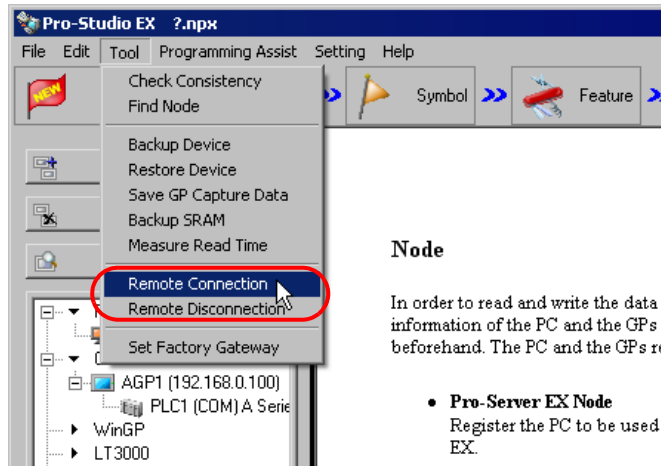 Pro-Studio EX ?.npx
File Edit Tool Programming Assist Setting Help
NEW
Symbol Feature
Check Consistency
Find Node
Backup Device
Restore Device
Save GP Capture Data
Backup SRAM
Measure Read Time
Remote Connection
Remote Disconnection
Set Factory Gateway
AGP1 (192.168.0.100)
PLC1 (COM) A Serie
WinGP
LT3000
Node
In order to read and write the data
information of the PC and the GPs
beforehand. The PC and the GPs
• Pro-Server EX Node
Register the PC to be used
EX.